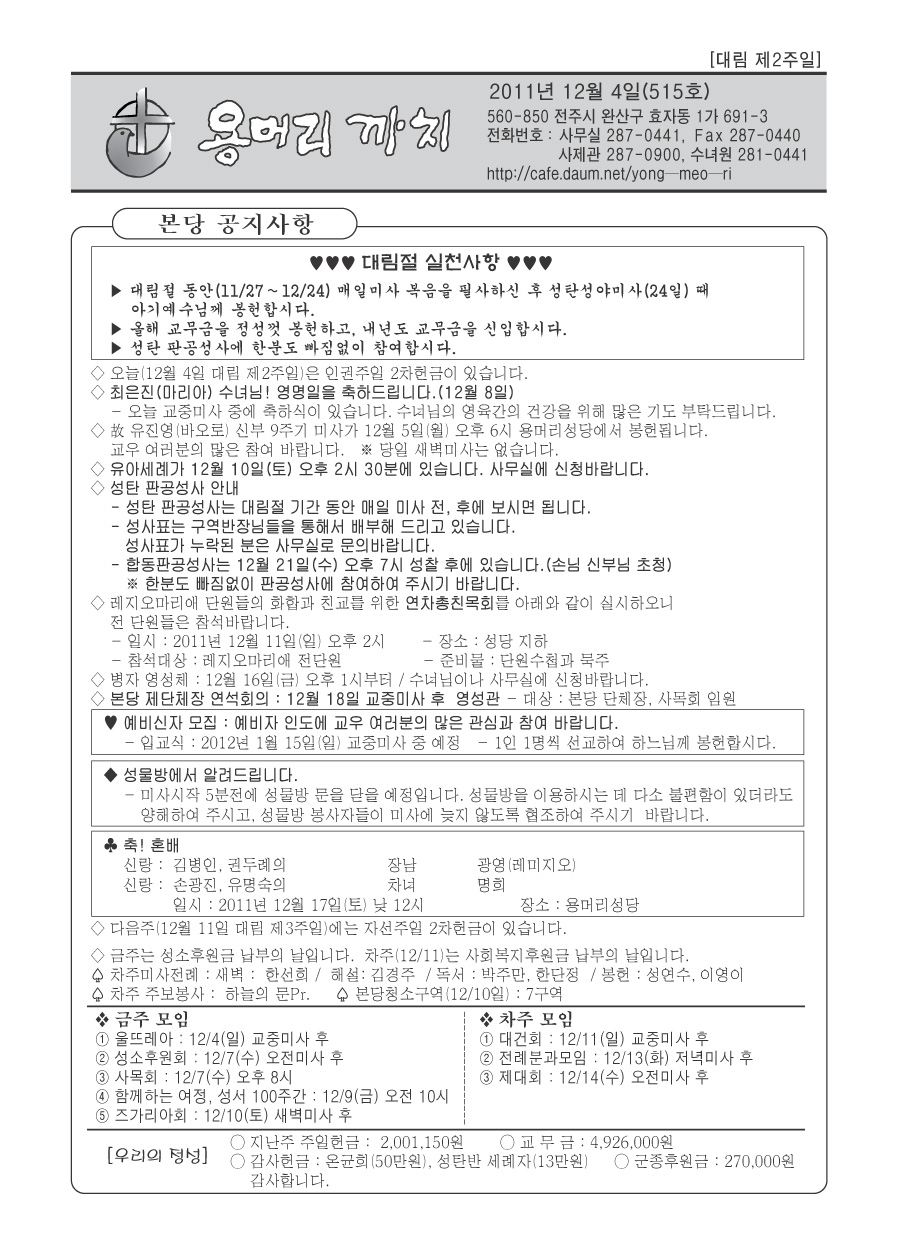 [대림 제2주일]
용머리 까치
2011년 12월 4일(515호)
560-850 전주시 완산구 효자동 1가 691-3
전화번호 : 사무실 287-0441, Fax 287-0440
사제관 287-0900, 수녀원 281-0441
http://cafe.daum.net/yong—meo—ri
본당 공지사항
♥♥♥ 대림절 실천사항 ♥♥♥
▶ 대림절 동안(11/27～12/24) 매일미사 복음을 필사하신 후 성탄성야미사(24일) 때
아기예수님께 봉헌합시다.
▶ 올해 교무금을 정성껏 봉헌하고, 내년도 교무금을 신입합시다.
▶ 성탄 판공성사에 한분도 빠짐없이 참여합시다.
◇ 오늘(12월 4일 대림 제2주일)은 인권주일 2차헌금이 있습니다.
◇ 최은진(마리아) 수녀님! 영명일을 축하드립니다.(12월 8일)
- 오늘 교중미사 중에 축하식이 있습니다. 수녀님의 영육간의 건강을 위해 많은 기도 부탁드립니다.
◇ 故 유진영(바오로) 신부 9주기 미사가 12월 5일(월) 오후 6시 용머리성당에서 봉헌됩니다.
교우 여러분의 많은 참여 바랍니다. ※ 당일 새벽미사는 없습니다.
◇ 유아세례가 12월 10일(토) 오후 2시 30분에 있습니다. 사무실에 신청바랍니다.
◇ 성탄 판공성사 안내
- 성탄 판공성사는 대림절 기간 동안 매일 미사 전, 후에 보시면 됩니다.
- 성사표는 구역반장님들을 통해서 배부해 드리고 있습니다.
성사표가 누락된 분은 사무실로 문의바랍니다.
- 합동판공성사는 12월 21일(수) 오후 7시 성찰 후에 있습니다.(손님 신부님 초청)
※ 한분도 빠짐없이 판공성사에 참여하여 주시기 바랍니다.
◇ 레지오마리애 단원들의 화합과 친교를 위한 연차총친목회를 아래와 같이 실시하오니
전 단원들은 참석바랍니다.
- 일시 : 2011년 12월 11일(일) 오후 2시 - 장소 : 성당 지하
- 참석대상 : 레지오마리애 전단원 - 준비물 : 단원수첩과 묵주
◇ 병자 영성체 : 12월 16일(금) 오후 1시부터 / 수녀님이나 사무실에 신청바랍니다.
◇ 본당 제단체장 연석회의 : 12월 18일 교중미사 후 영성관 - 대상 : 본당 단체장, 사목회 임원
♥ 예비신자 모집 : 예비자 인도에 교우 여러분의 많은 관심과 참여 바랍니다.
- 입교식 : 2012년 1월 15일(일) 교중미사 중 예정 - 1인 1명씩 선교하여 하느님께 봉헌합시다.
◆ 성물방에서 알려드립니다.
- 미사시작 5분전에 성물방 문을 닫을 예정입니다. 성물방을 이용하시는 데 다소 불편함이 있더라도
양해하여 주시고, 성물방 봉사자들이 미사에 늦지 않도록 협조하여 주시기 바랍니다.
♣ 축! 혼배
신랑 : 김병인, 권두례의 장남 광영(레미지오)
신랑 : 손광진, 유명숙의 차녀 명희
일시 : 2011년 12월 17일(토) 낮 12시 장소 : 용머리성당
◇ 다음주(12월 11일 대림 제3주일)에는 자선주일 2차헌금이 있습니다.
◇ 금주는 성소후원금 납부의 날입니다. 차주(12/11)는 사회복지후원금 납부의 날입니다.
♤ 차주미사전례 : 새벽 : 한선희 / 해설: 김경주 / 독서 : 박주만, 한단정 / 봉헌 : 성연수, 이영이
♤ 차주 주보봉사 : 하늘의 문Pr. ♤ 본당청소구역(12/10일) : 7구역
❖ 금주 모임
① 울뜨레아 : 12/4(일) 교중미사 후
② 성소후원회 : 12/7(수) 오전미사 후
③ 사목회 : 12/7(수) 오후 8시
④ 함께하는 여정, 성서 100주간 : 12/9(금) 오전 10시
⑤ 즈가리아회 : 12/10(토) 새벽미사 후
❖ 차주 모임
① 대건회 : 12/11(일) 교중미사 후
② 전례분과모임 : 12/13(화) 저녁미사 후
③ 제대회 : 12/14(수) 오전미사 후
[우리의 정성]
○ 지난주 주일헌금 : 2,001,150원 ○ 교 무 금 : 4,926,000원
○ 감사헌금 : 온균희(50만원), 성탄반 세례자(13만원) ○ 군종후원금 : 270,000원
감사합니다.